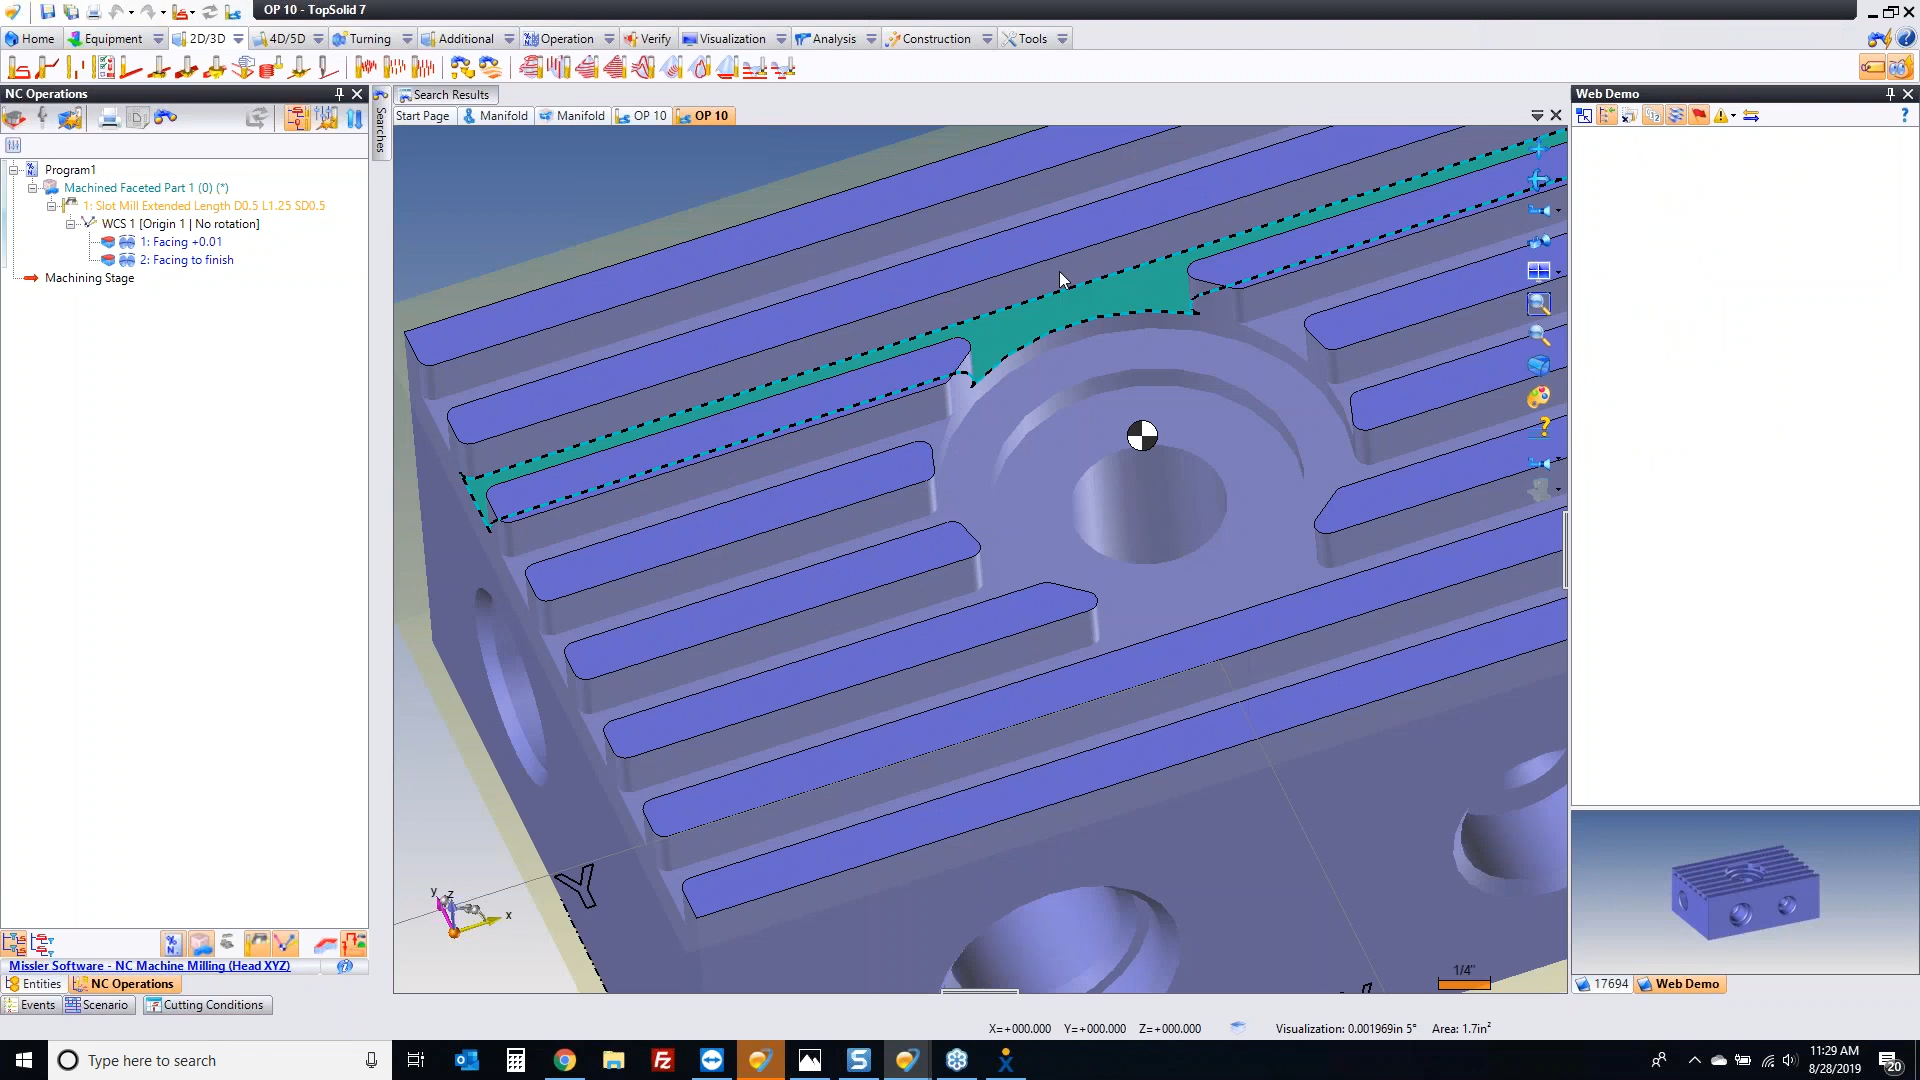 OP 10 - TopSolid 7
Home Equipment 2D/3D 4D/5D Turning Additional Operation Verify Visualization Analysis Construction Tools
NC Operations
Search Results
Searches
Start Page Manifold Manifold OP 10 OP 10
Program1
Machined Faceted Part 1 (0) (*)
1: Slot Mill Extended Length D0.5 L1.25 SD0.5
WCS 1 [Origin 1 | No rotation]
1: Facing +0.01
2: Facing to finish
Machining Stage
Web Demo
Y
y z x
1/4"
Missler Software - NC Machine Milling (Head XYZ)
Entities NC Operations
Events Scenario Cutting Conditions
17694 Web Demo
X=+000.000 Y=+000.000 Z=+000.000 Visualization: 0.001969in 5° Area: 1.7in²
Type here to search
11:29 AM
8/28/2019
20